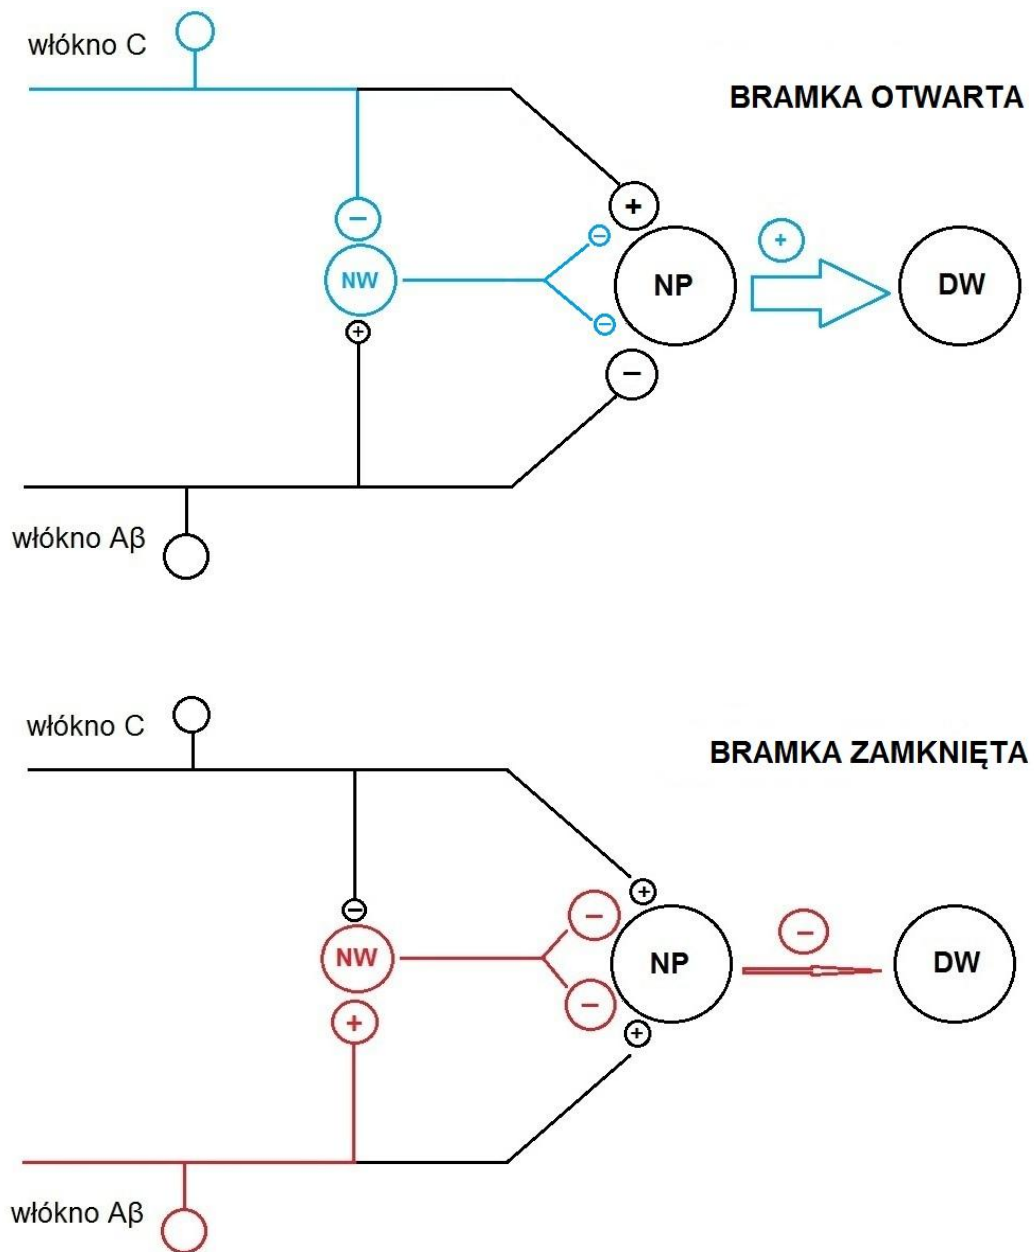 włókno C
BRAMKA OTWARTA
+
−
−
NW
NP
+
DW
−
+
−
włókno Aβ
włókno C
BRAMKA ZAMKNIĘTA
+
−
−
NW
NP
−
DW
−
+
+
włókno Aβ